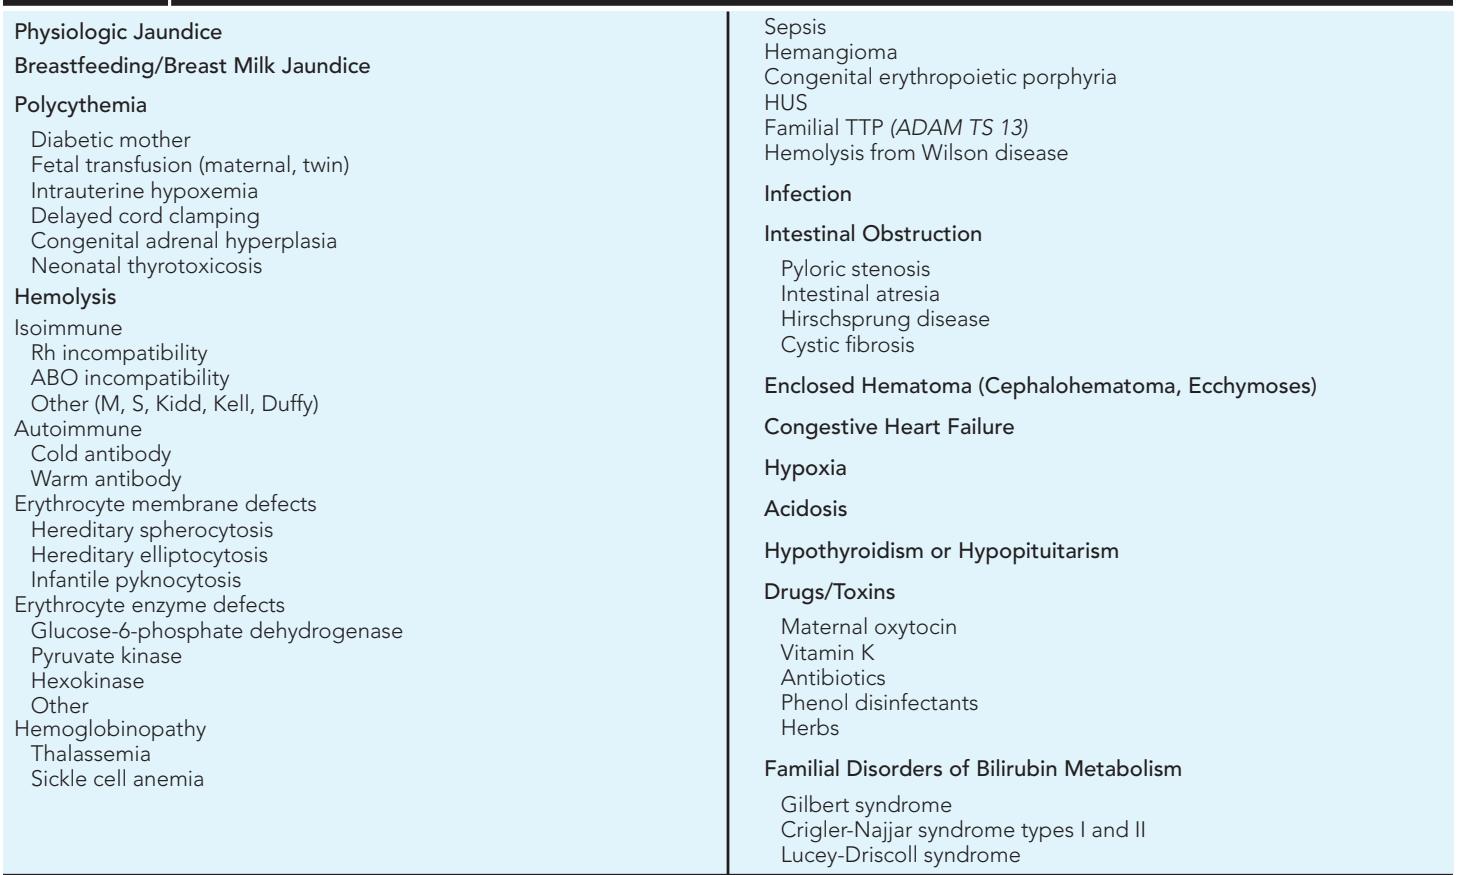 Physiologic Jaundice
Breastfeeding/Breast Milk Jaundice
Polycythemia
Diabetic mother
Fetal transfusion (maternal, twin)
Intrauterine hypoxemia
Delayed cord clamping
Congenital adrenal hyperplasia
Neonatal thyrotoxicosis
Hemolysis
Isoimmune
Rh incompatibility
ABO incompatibility
Other (M, S, Kidd, Kell, Duffy)
Autoimmune
Cold antibody
Warm antibody
Erythrocyte membrane defects
Hereditary spherocytosis
Hereditary elliptocytosis
Infantile pyknocytosis
Erythrocyte enzyme defects
Glucose-6-phosphate dehydrogenase
Pyruvate kinase
Hexokinase
Other
Hemoglobinopathy
Thalassemia
Sickle cell anemia
Sepsis
Hemangioma
Congenital erythropoietic porphyria
HUS
Familial TTP (ADAM TS 13)
Hemolysis from Wilson disease
Infection
Intestinal Obstruction
Pyloric stenosis
Intestinal atresia
Hirschsprung disease
Cystic fibrosis
Enclosed Hematoma (Cephalohematoma, Ecchymoses)
Congestive Heart Failure
Hypoxia
Acidosis
Hypothyroidism or Hypopituitarism
Drugs/Toxins
Maternal oxytocin
Vitamin K
Antibiotics
Phenol disinfectants
Herbs
Familial Disorders of Bilirubin Metabolism
Gilbert syndrome
Crigler-Najjar syndrome types I and II
Lucey-Driscoll syndrome